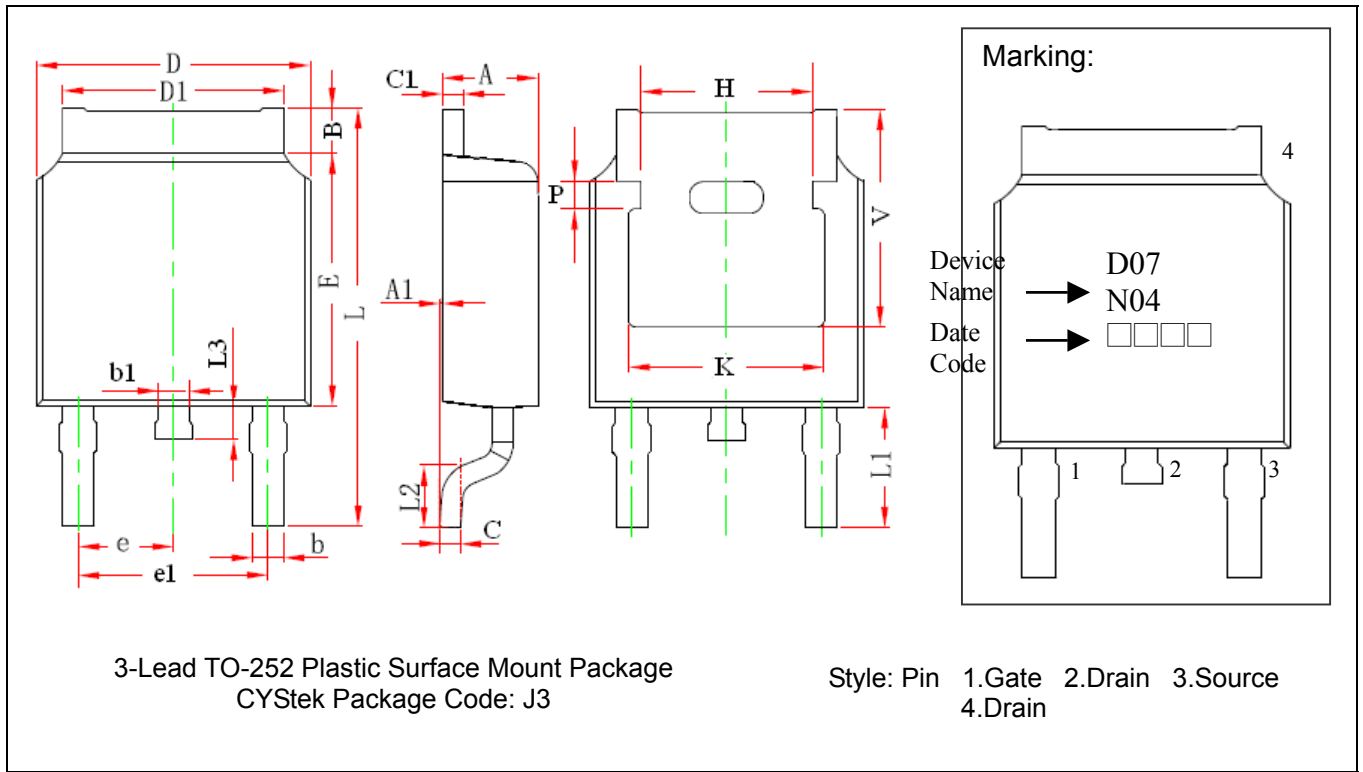 D
D1
B
E
L
L3
b1
e
b
e1
C1
A
A1
L2
C
H
P
V
K
L1
Marking:
4
Device
Name
D07
N04
Date
Code
□□□□
1
2
3
3-Lead TO-252 Plastic Surface Mount Package
CYStek Package Code: J3
Style: Pin 1.Gate 2.Drain 3.Source
4.Drain